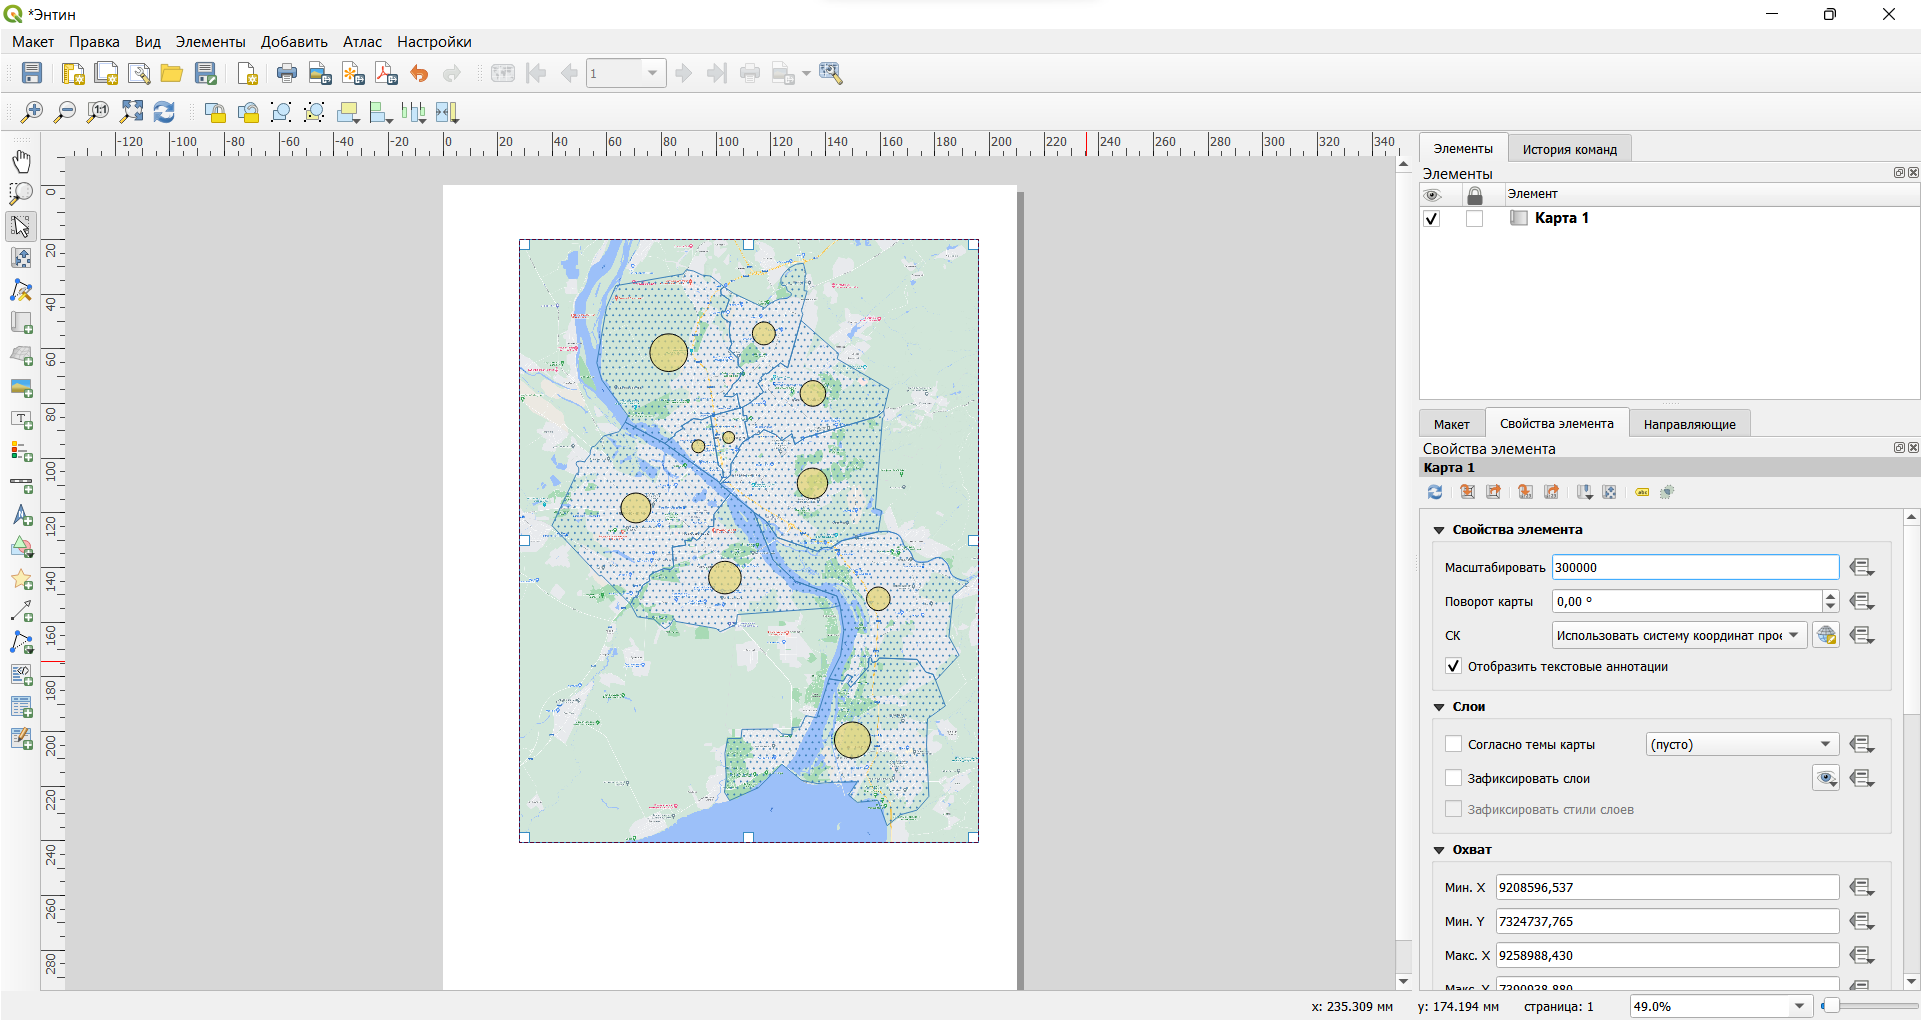 *Энтин
Макет Правка Вид Элементы Добавить Атлас Настройки
1
1:1
-120 -100 -80 -60 -40 -20 0 20 40 60 80 100 120 140 160 180 200 220 240 260 280 300 320 340
0
20
40
60
80
100
120
140
160
180
200
220
240
260
280
Элементы История команд
Элементы
Элемент
Карта 1
Макет Свойства элемента Направляющие
Свойства элемента
Карта 1
abc
Свойства элемента
Масштабировать 300000
Поворот карты 0,00 °
СК Использовать систему координат прое
Отобразить текстовые аннотации
Слои
Согласно темы карты (пусто)
Зафиксировать слои
Зафиксировать стили слоев
Охват
Мин. X 9208596,537
Мин. Y 7324737,765
Макс. X 9258988,430
Макс. Y 7390938,880
x: 235.309 мм y: 174.194 мм страница: 1 49.0%